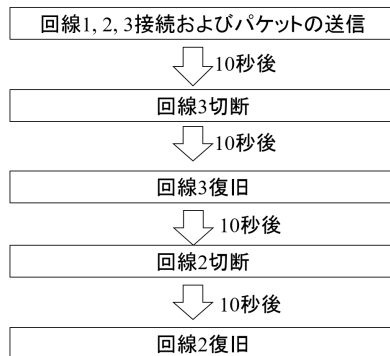 回線1, 2, 3接続およびパケットの送信
10秒後
回線3切断
10秒後
回線3復旧
10秒後
回線2切断
10秒後
回線2復旧